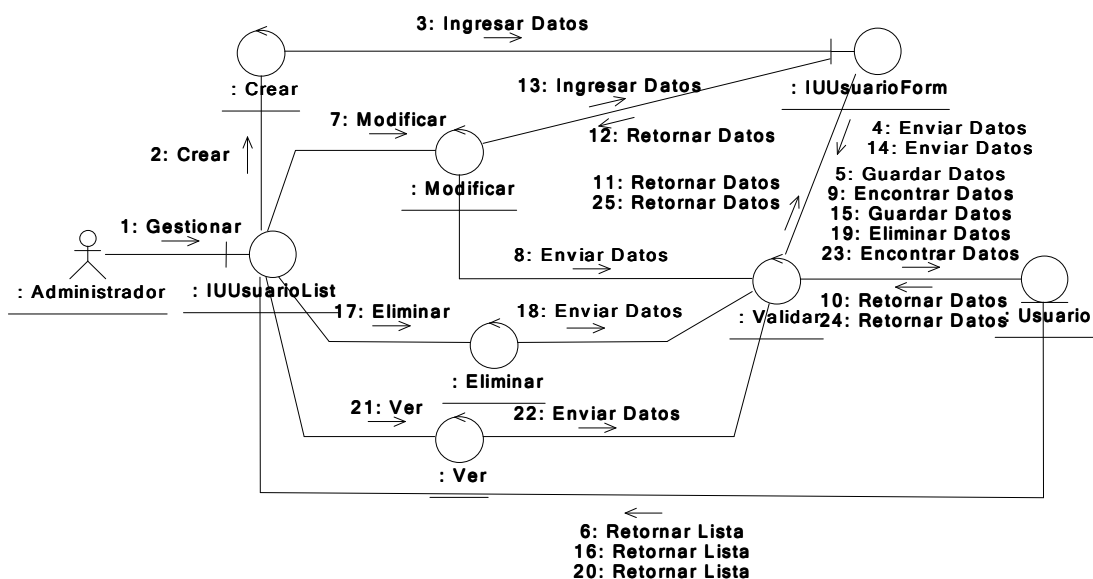 3: Ingresar Datos
: Crear
: IUUsuarioForm
13: Ingresar Datos
12: Retornar Datos
7: Modificar
: Modificar
2: Crear
4: Enviar Datos
14: Enviar Datos
5: Guardar Datos
9: Encontrar Datos
15: Guardar Datos
19: Eliminar Datos
23: Encontrar Datos
11: Retornar Datos
25: Retornar Datos
1: Gestionar
: Administrador
: IUUsuarioList
8: Enviar Datos
10: Retornar Datos
24: Retornar Datos
: Validar
: Usuario
17: Eliminar
18: Enviar Datos
: Eliminar
21: Ver
22: Enviar Datos
: Ver
6: Retornar Lista
16: Retornar Lista
20: Retornar Lista